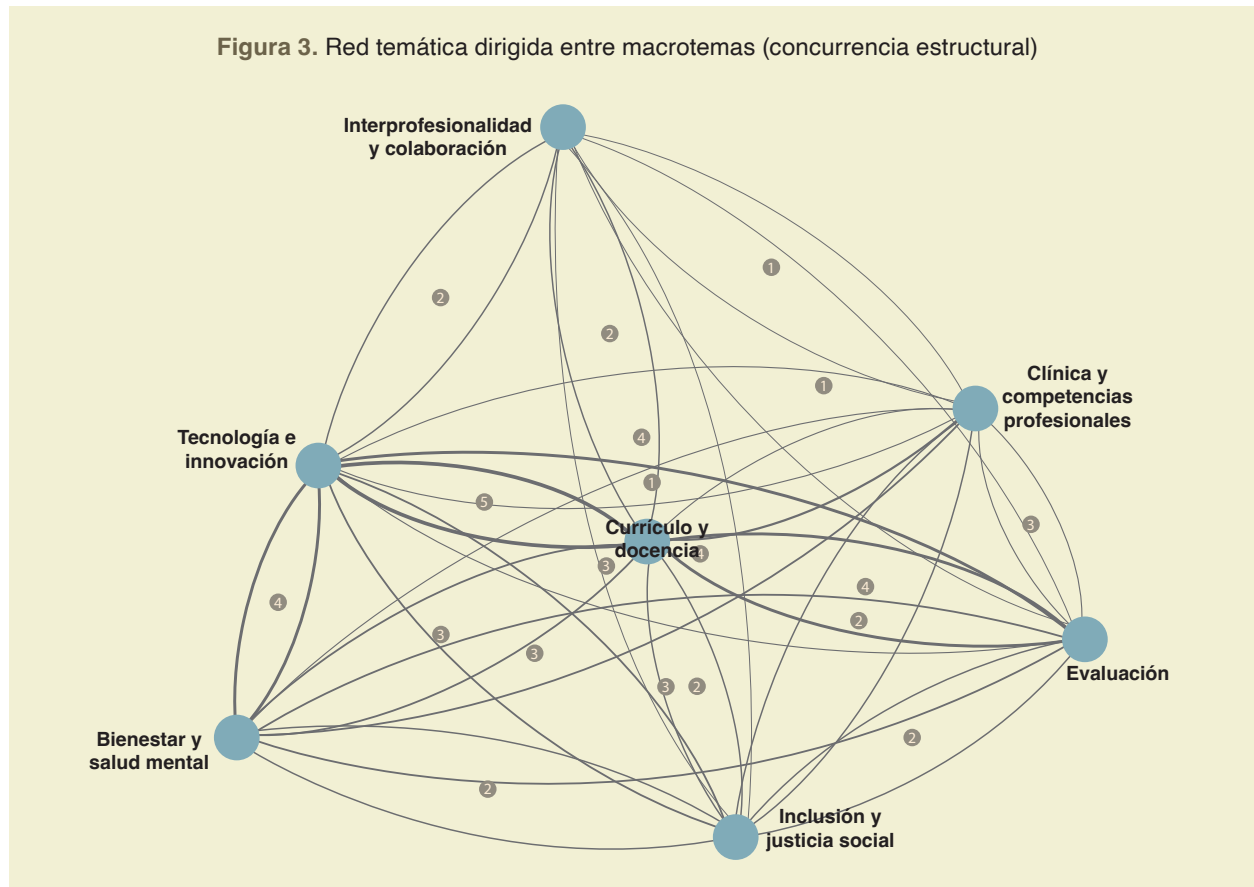 Figura 3. Red temática dirigida entre macrotemas (concurrencia estructural)
Interprofesionalidad
y colaboración
1
2
2
Clínica y
competencias
profesionales
1
Tecnología e
innovación
4
1
5
3
Currículo y
docencia
4
3
4
4
2
3
3
Evaluación
3
2
Bienestar y
salud mental
2
2
Inclusión y
justicia social